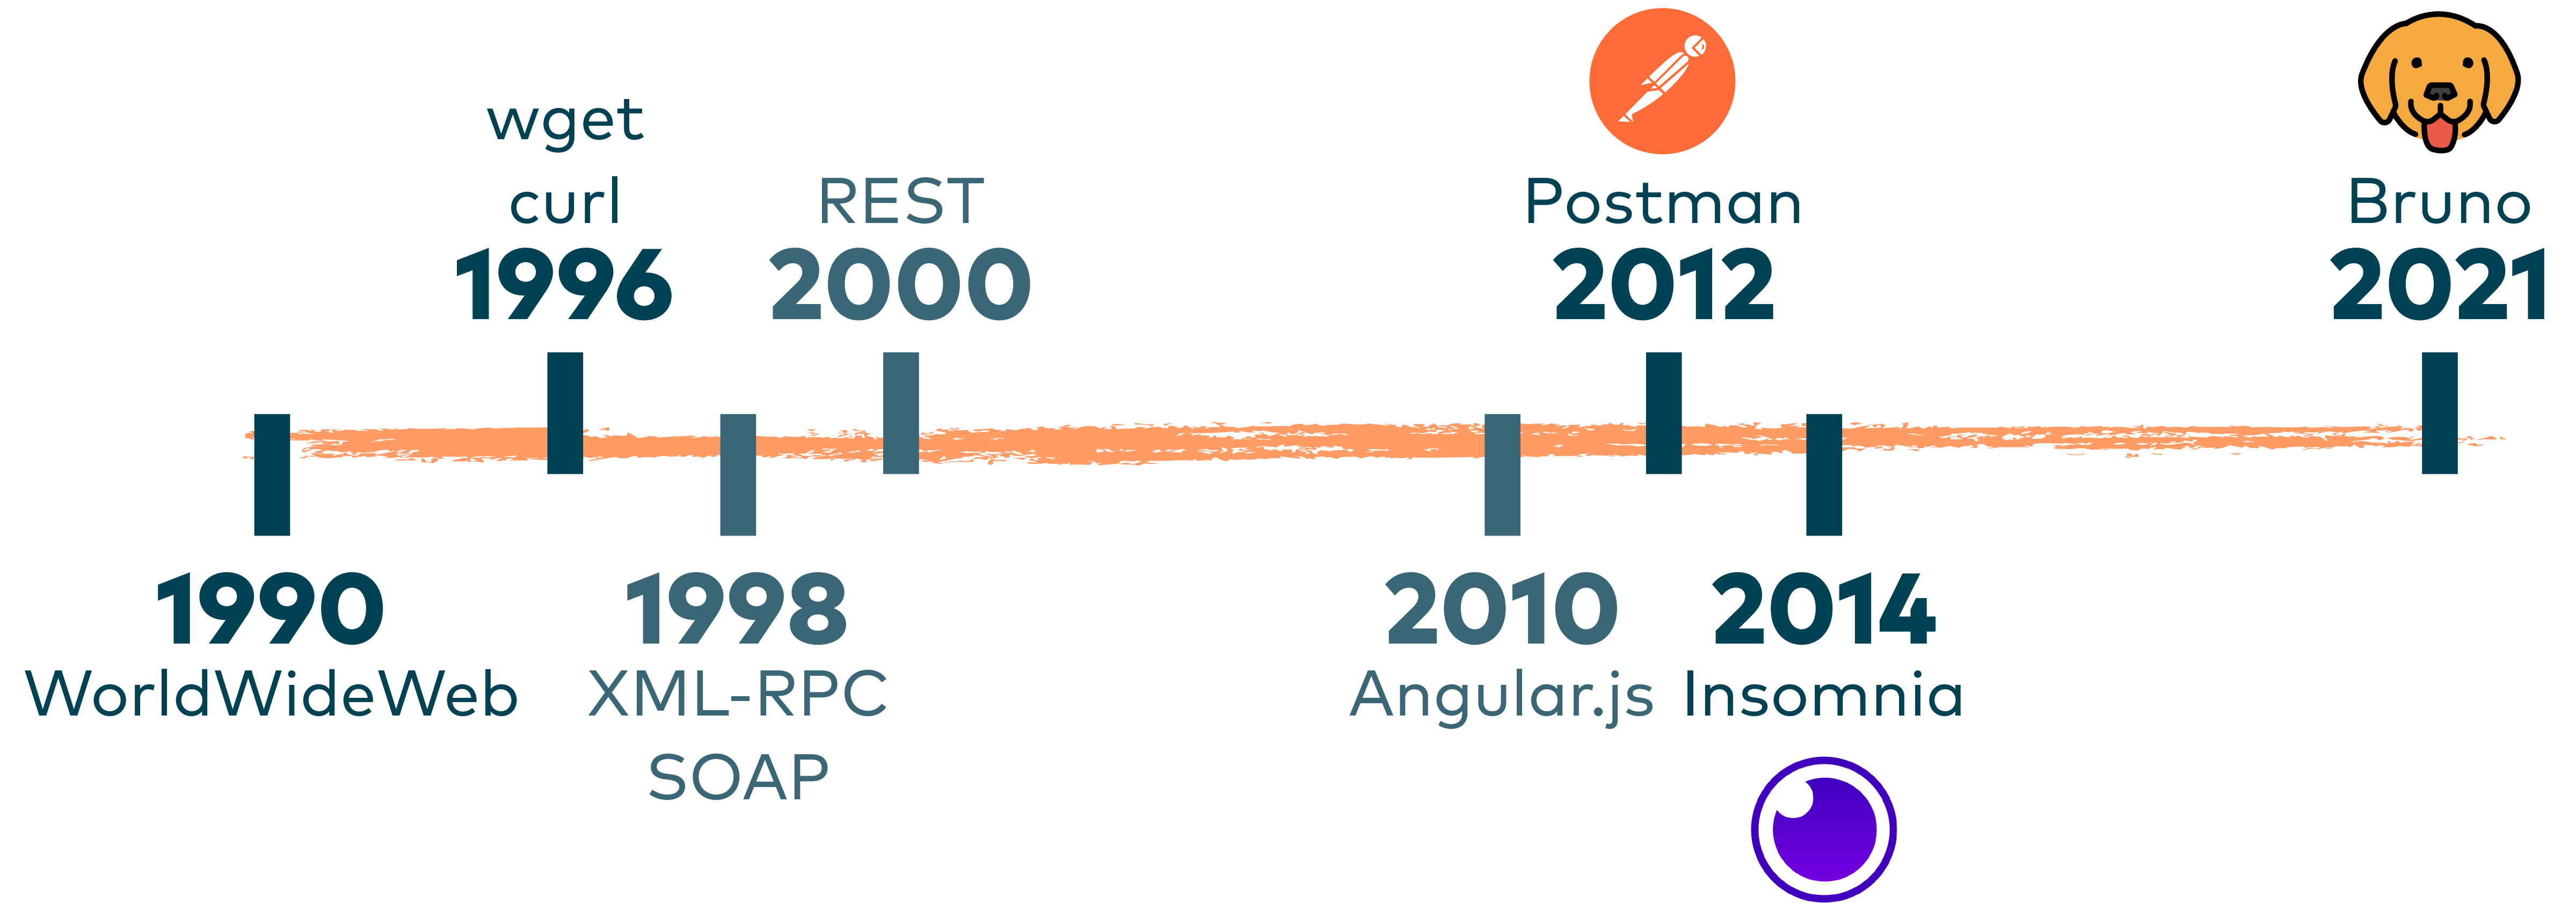 wget
curl
1996
REST
2000
Postman
2012
Bruno
2021
1990
WorldWideWeb
1998
XML-RPC
SOAP
2010
Angular.js
2014
Insomnia